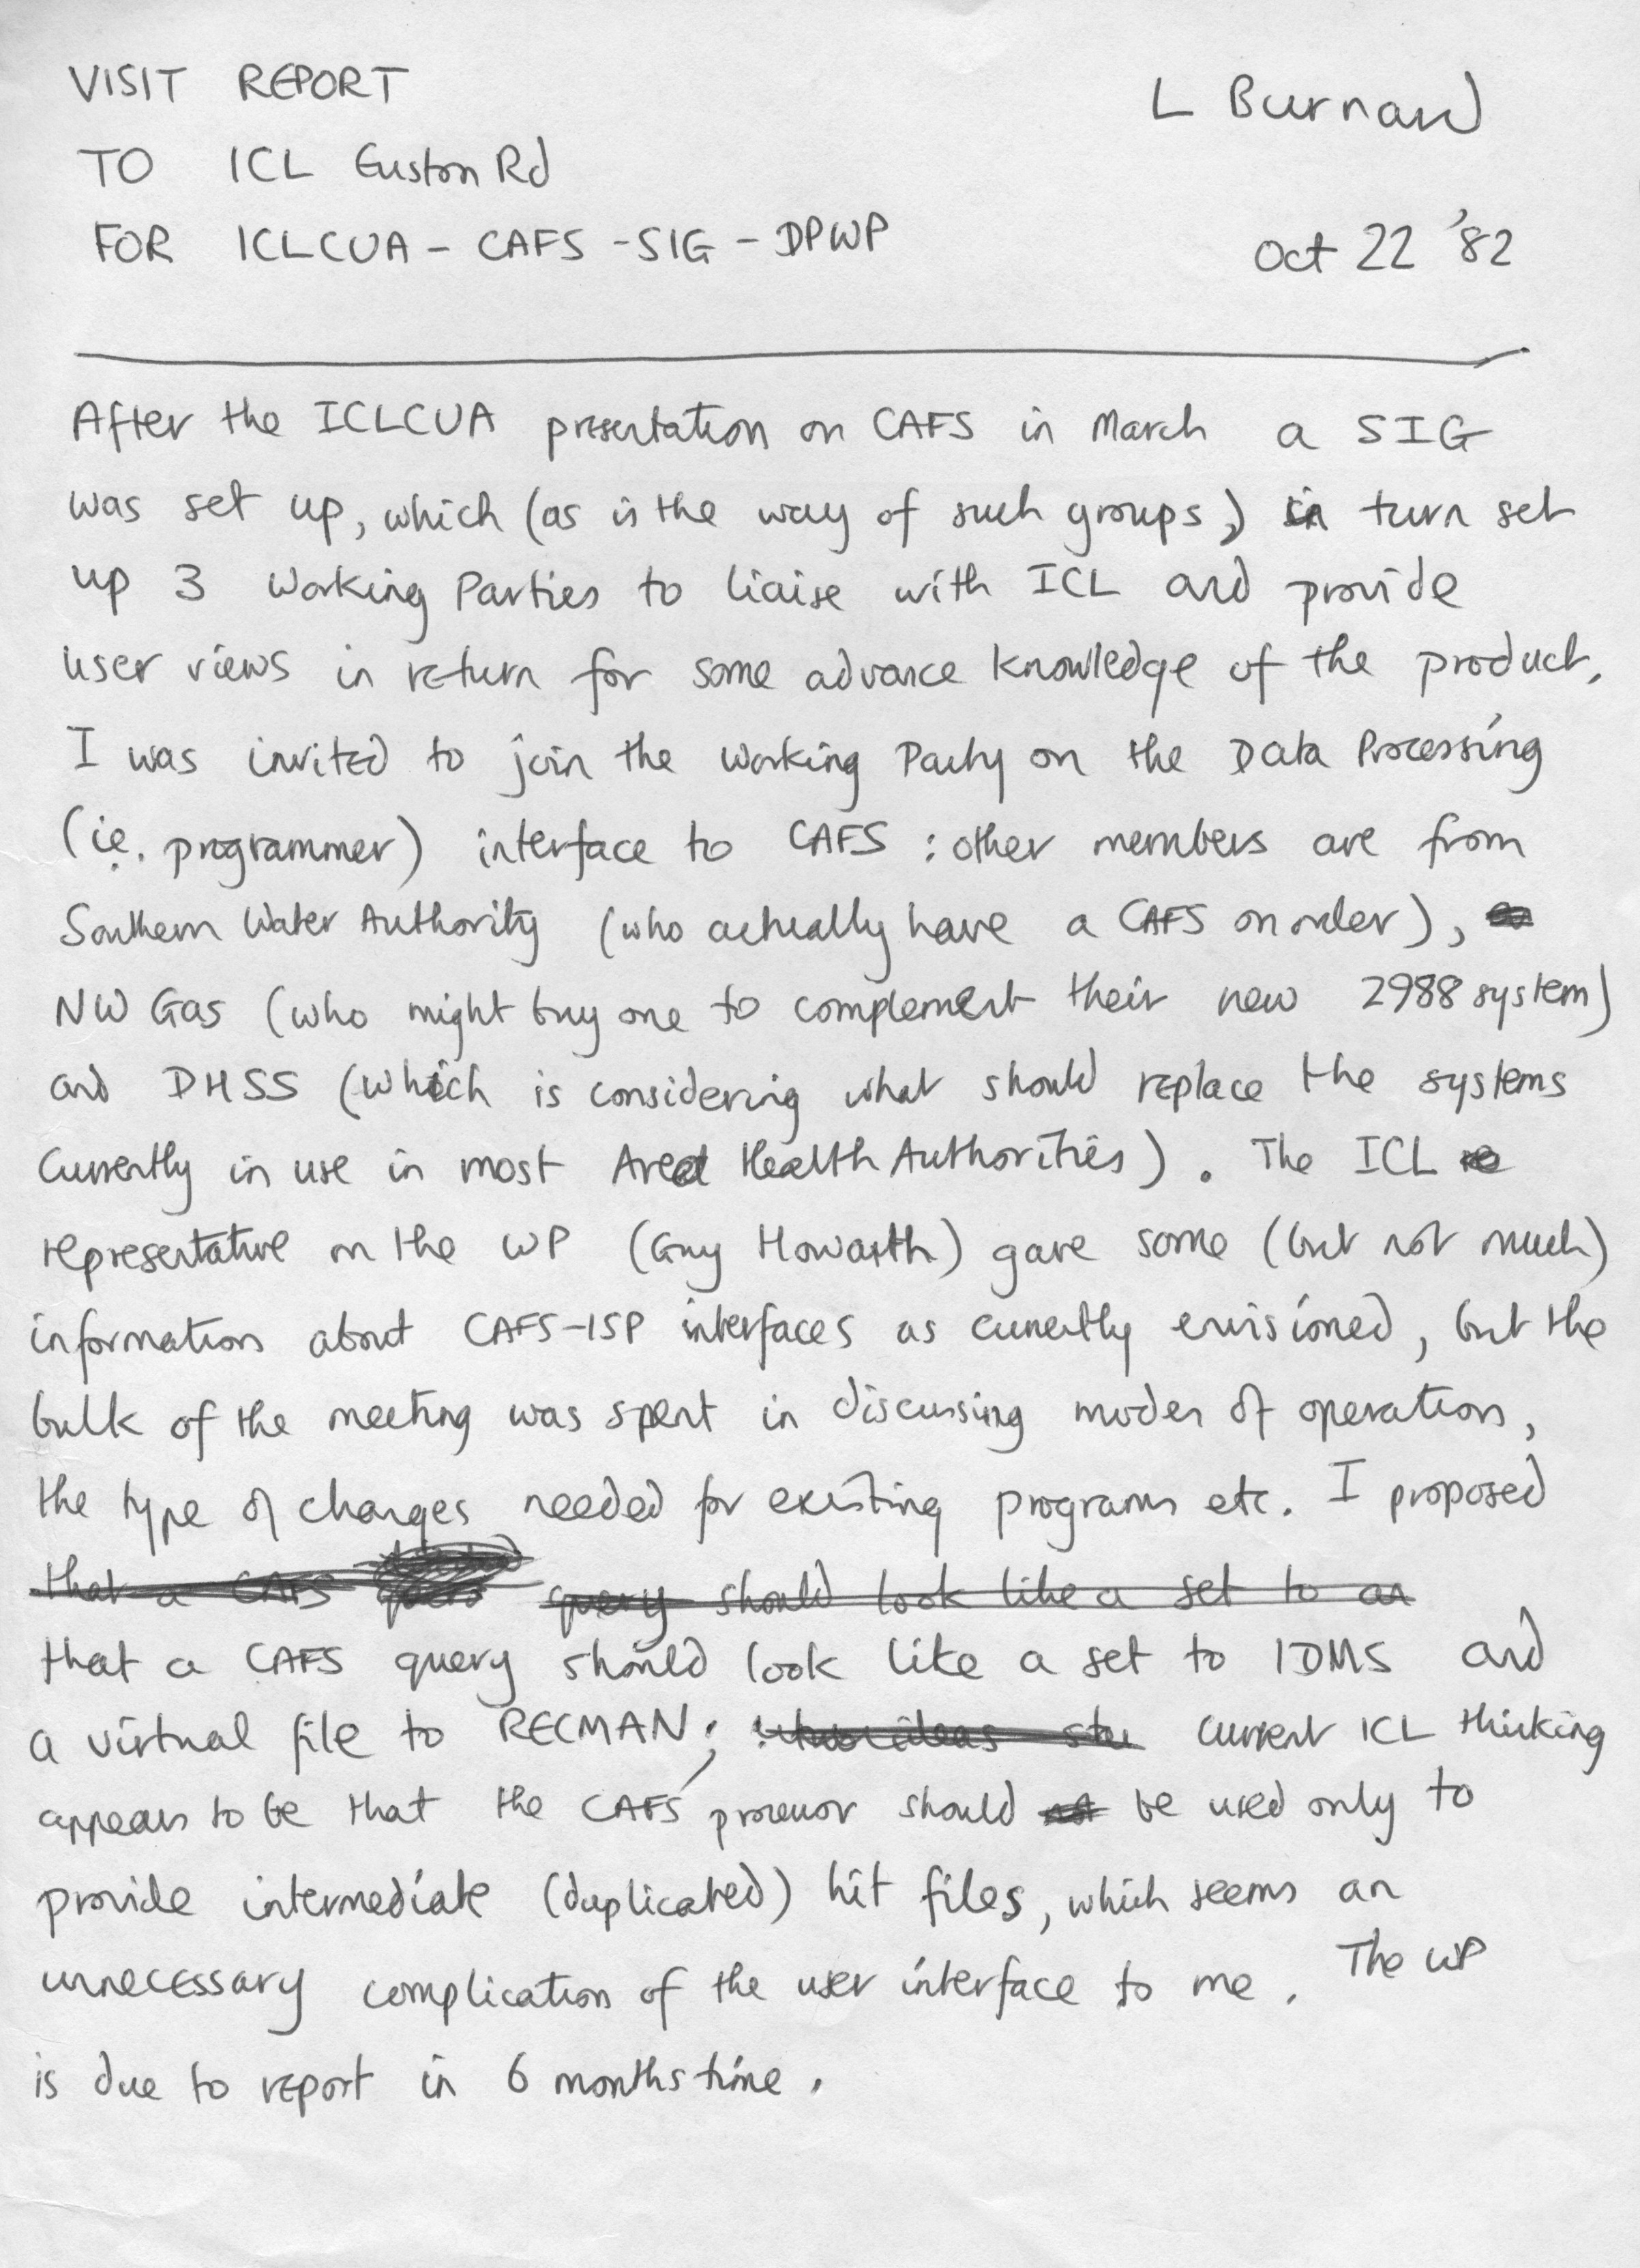 VISIT REPORT
L Burnard
TO ICL Euston Rd
FOR ICLCUA - CAFS - SIG - DPWP
Oct 22 '82
After the ICLCUA presentation on CAFS in March a SIG
was set up, which (as is the way of such groups,) in turn set
up 3 Working Parties to liaise with ICL and provide
user views in return for some advance knowledge of the product.
I was invited to join the Working Party on the Data Processing
(i.e. programmer) interface to CAFS : other members are from
Southern Water Authority (who actually have a CAFS on order),
NW Gas (who might buy one to complement their new 2988 system)
and DHSS (which is considering what should replace the systems
currently in use in most Area Health Authorities). The ICL
representative on the WP (Guy Howarth) gave some (but not much)
information about CAFS-ISP interfaces as currently envisioned, but the
bulk of the meeting was spent in discussing modes of operation,
the type of changes needed for existing programs etc. I proposed
that a CAFS query should look like a set to an
that a CAFS query should look like a set to IDMS and
a virtual file to RECMAN; current ICL thinking
appears to be that the CAFS processor should be used only to
provide intermediate (duplicated) hit files, which seems an
unnecessary complication of the user interface to me. The WP
is due to report in 6 months time.